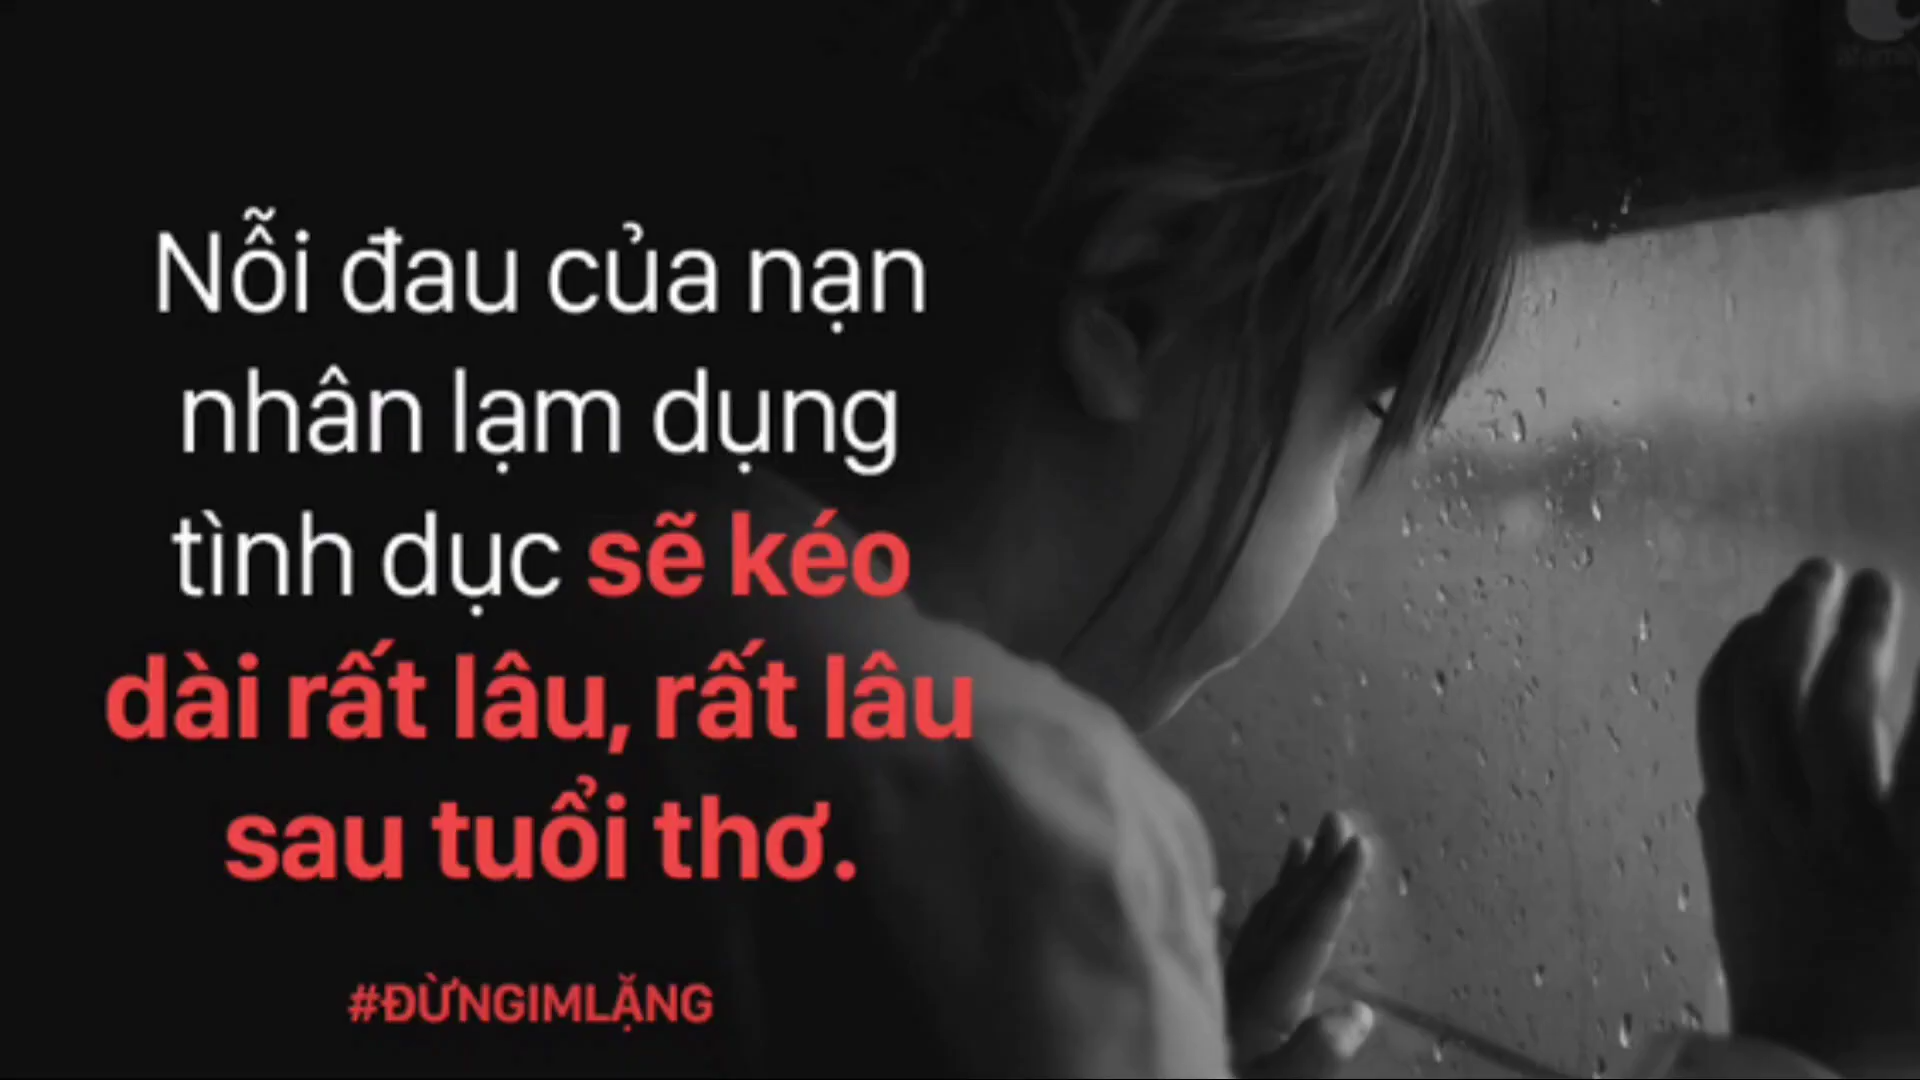 Nỗi đau của nạn
nhân lạm dụng
tình dục sẽ kéo
dài rất lâu, rất lâu
sau tuổi thơ.
#ĐỪNGIMLẶNG